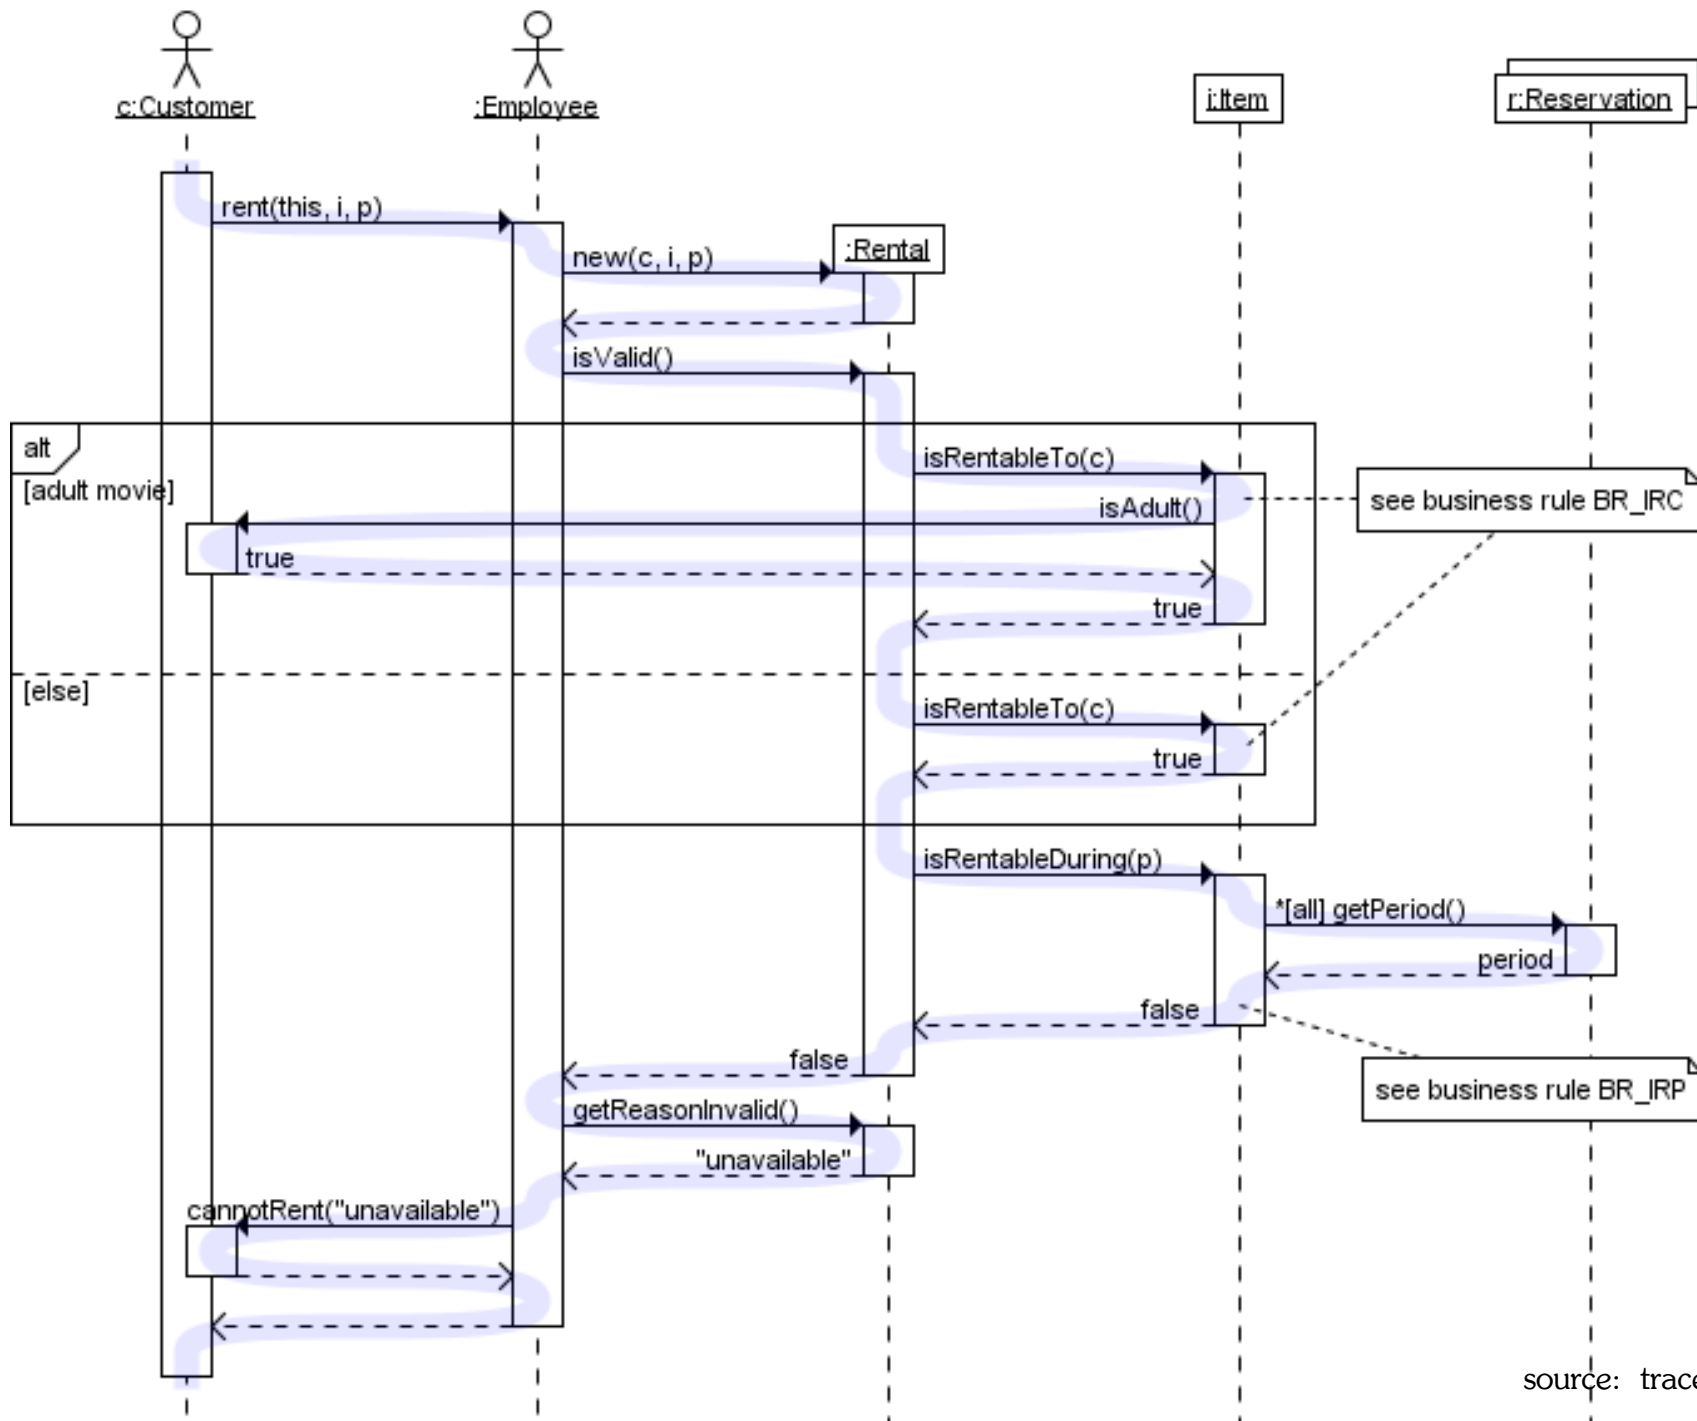 c:Customer
:Employee
i:Item
r:Reservation
rent(this, i, p)
new(c, i, p)
:Rental
isValid()
alt
[adult movie]
isRentableTo(c)
see business rule BR_IRC
isAdult()
true
true
[else]
isRentableTo(c)
true
isRentableDuring(p)
*[all] getPeriod()
period
false
false
see business rule BR_IRP
getReasonInvalid()
"unavailable"
cannotRent("unavailable")
source: trace